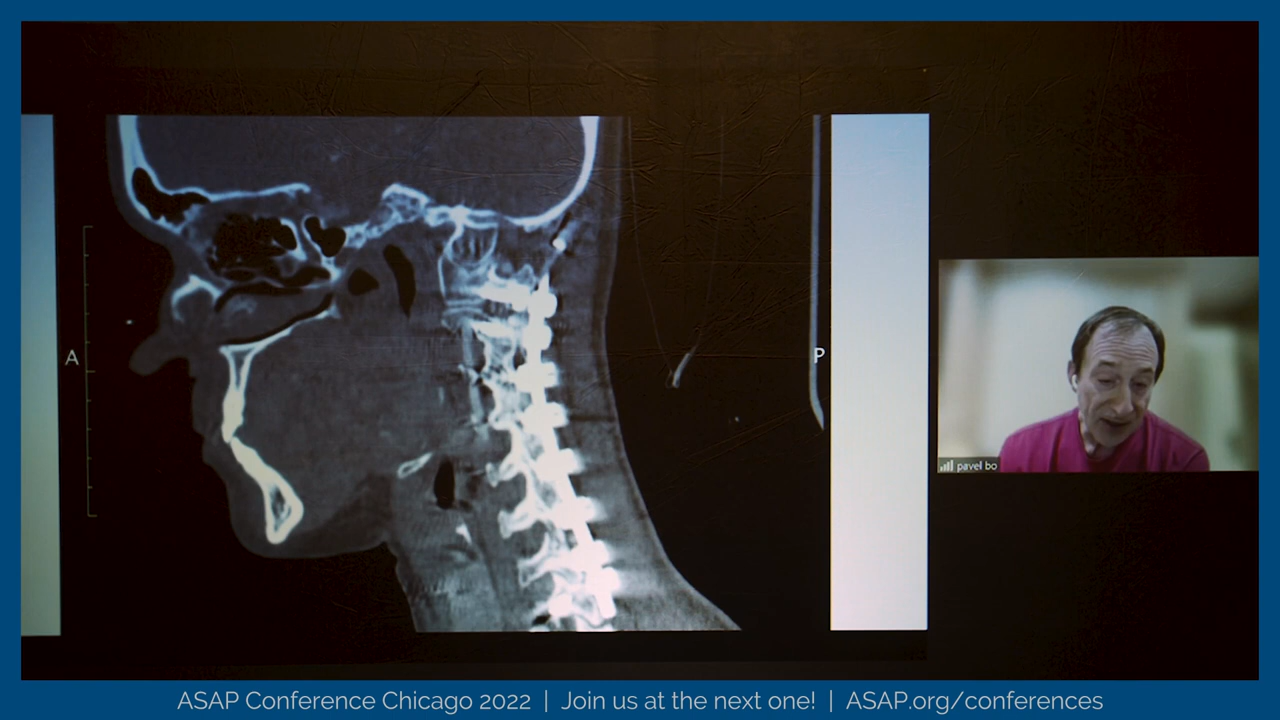 A
P
pavel bo
ASAP Conference Chicago 2022 | Join us at the next one! | ASAP.org/conferences